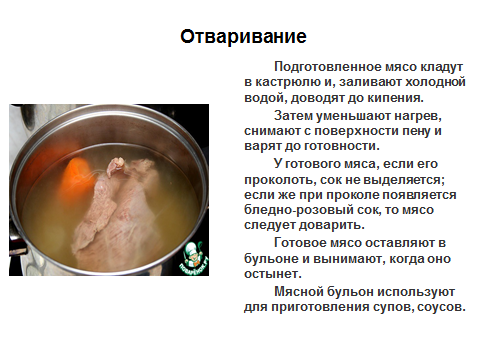 Отваривание
Подготовленное мясо кладут
в кастрюлю и, заливают холодной
водой, доводят до кипения.
Затем уменьшают нагрев,
снимают с поверхности пену и
варят до готовности.
У готового мяса, если его
проколоть, сок не выделяется;
если же при проколе появляется
бледно-розовый сок, то мясо
следует доварить.
Готовое мясо оставляют в
бульоне и вынимают, когда оно
остынет.
Мясной бульон используют
для приготовления супов, соусов.
ПОВАРЁНОК.РУ